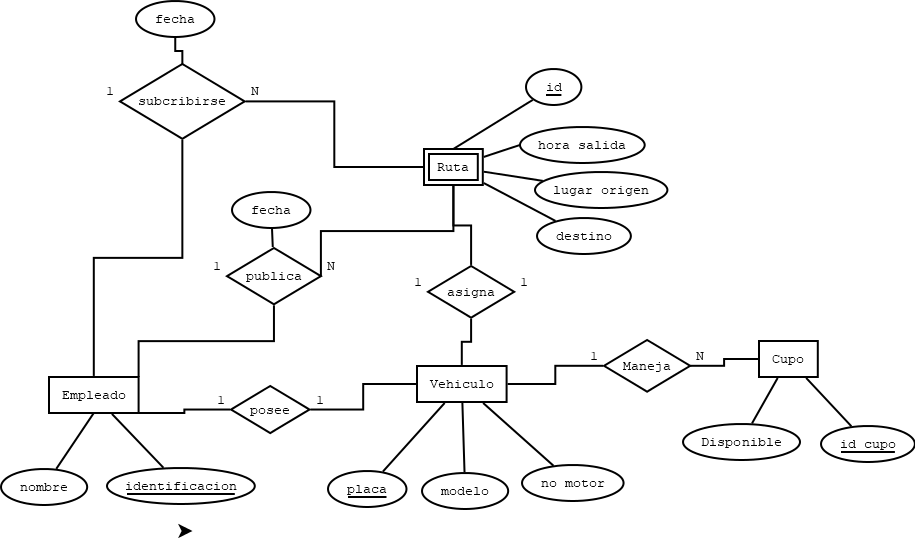 fecha
1
subcribirse
N
id
hora salida
Ruta
lugar origen
fecha
destino
1
publica
N
1
asigna
1
Empleado
1
posee
1
Vehiculo
1
Maneja
N
Cupo
nombre
identificacion
placa
modelo
no motor
Disponible
id cupo